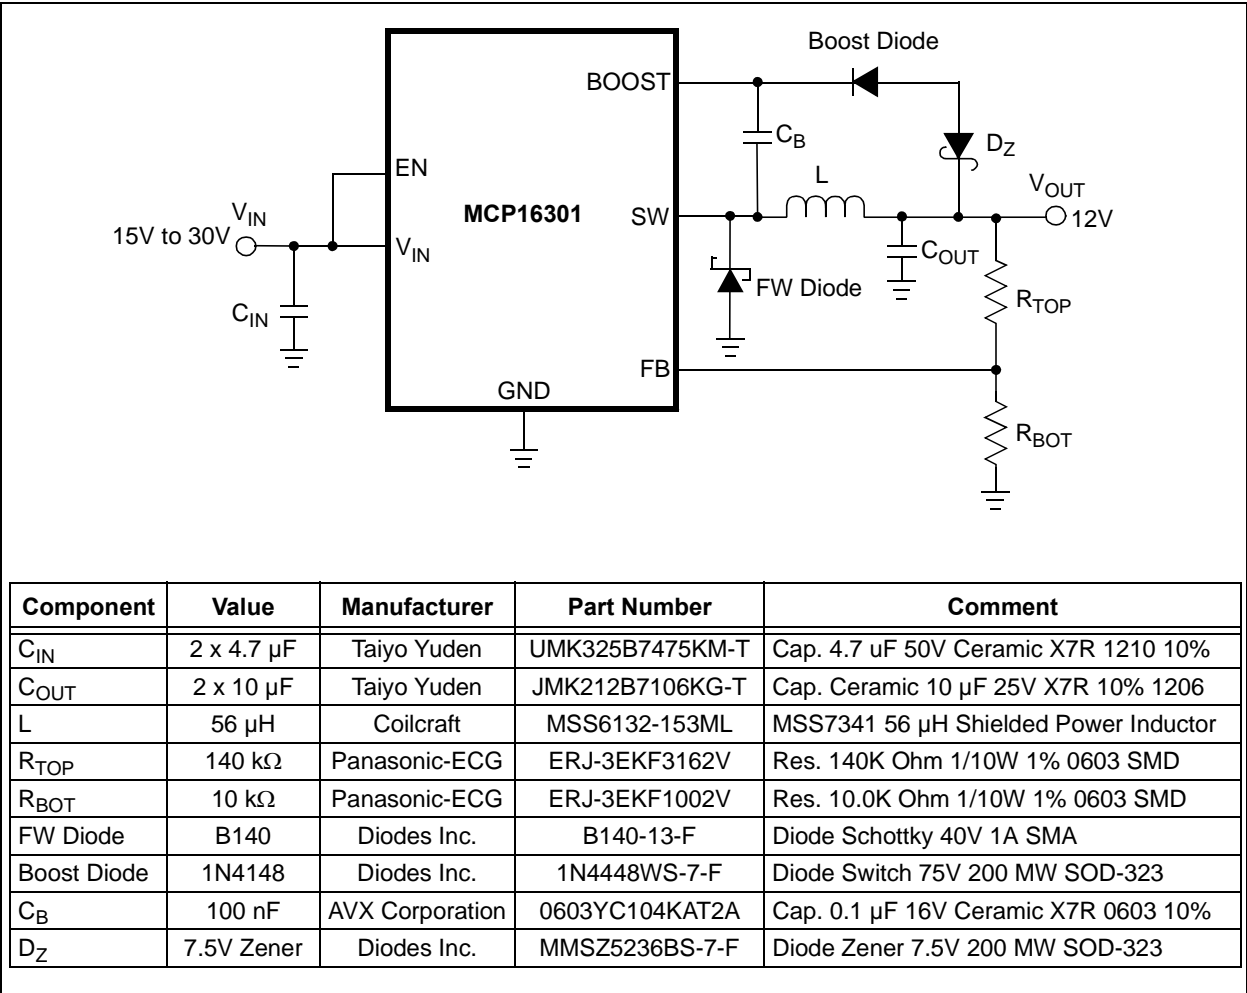 Boost Diode
BOOST
C_B
D_Z
EN
L
V_OUT
V_IN
MCP16301
SW
12V
15V to 30V
V_IN
C_OUT
FW Diode
R_TOP
C_IN
FB
GND
R_BOT
Component Value Manufacturer Part Number Comment
C_IN 2 x 4.7 µF Taiyo Yuden UMK325B7475KM-T Cap. 4.7 uF 50V Ceramic X7R 1210 10%
C_OUT 2 x 10 µF Taiyo Yuden JMK212B7106KG-T Cap. Ceramic 10 µF 25V X7R 10% 1206
L 56 µH Coilcraft MSS6132-153ML MSS7341 56 µH Shielded Power Inductor
R_TOP 140 kΩ Panasonic-ECG ERJ-3EKF3162V Res. 140K Ohm 1/10W 1% 0603 SMD
R_BOT 10 kΩ Panasonic-ECG ERJ-3EKF1002V Res. 10.0K Ohm 1/10W 1% 0603 SMD
FW Diode B140 Diodes Inc. B140-13-F Diode Schottky 40V 1A SMA
Boost Diode 1N4148 Diodes Inc. 1N4448WS-7-F Diode Switch 75V 200 MW SOD-323
C_B 100 nF AVX Corporation 0603YC104KAT2A Cap. 0.1 µF 16V Ceramic X7R 0603 10%
D_Z 7.5V Zener Diodes Inc. MMSZ5236BS-7-F Diode Zener 7.5V 200 MW SOD-323